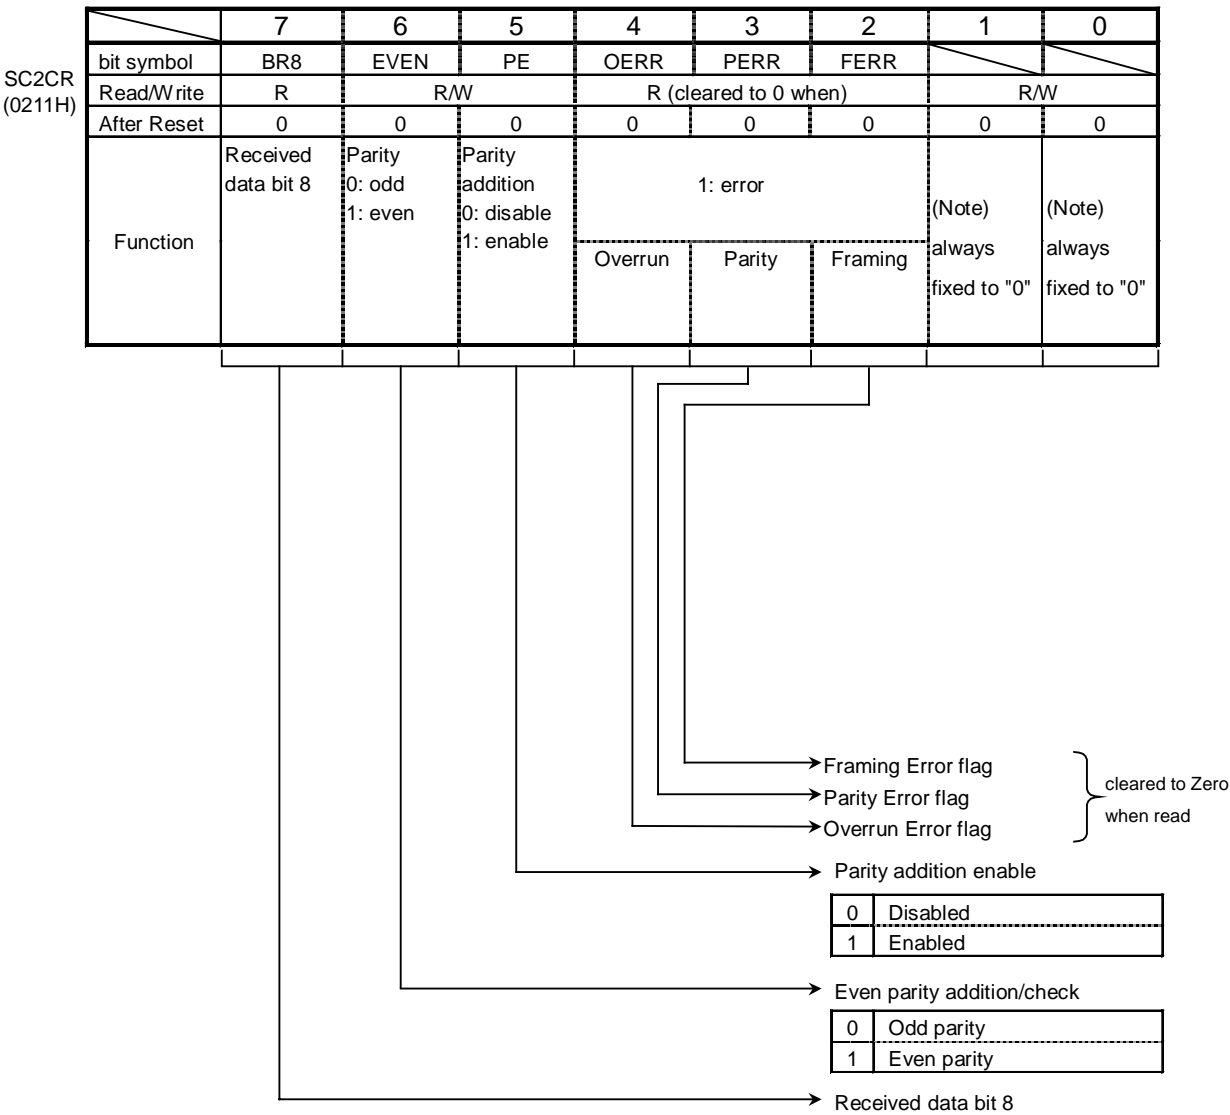 7 6 5 4 3 2 1 0
SC2CR
(0211H)
bit symbol BR8 EVEN PE OERR PERR FERR
Read/Write R R/W R (cleared to 0 when) R/W
After Reset 0 0 0 0 0 0 0 0
Function
Received
data bit 8
Parity
0: odd
1: even
Parity
addition
0: disable
1: enable
1: error
Overrun Parity Framing
(Note)
always
fixed to "0"
(Note)
always
fixed to "0"
Framing Error flag
Parity Error flag
Overrun Error flag
cleared to Zero
when read
Parity addition enable
0 Disabled
1 Enabled
Even parity addition/check
0 Odd parity
1 Even parity
Received data bit 8